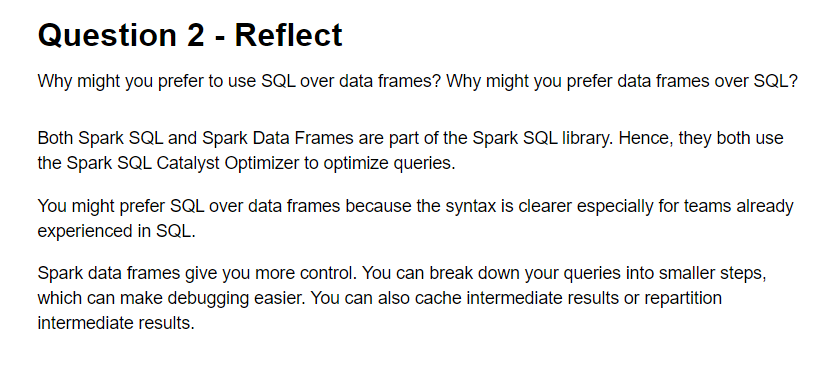 Question 2 - Reflect
Why might you prefer to use SQL over data frames? Why might you prefer data frames over SQL?
Both Spark SQL and Spark Data Frames are part of the Spark SQL library. Hence, they both use
the Spark SQL Catalyst Optimizer to optimize queries.
You might prefer SQL over data frames because the syntax is clearer especially for teams already
experienced in SQL.
Spark data frames give you more control. You can break down your queries into smaller steps,
which can make debugging easier. You can also cache intermediate results or repartition
intermediate results.